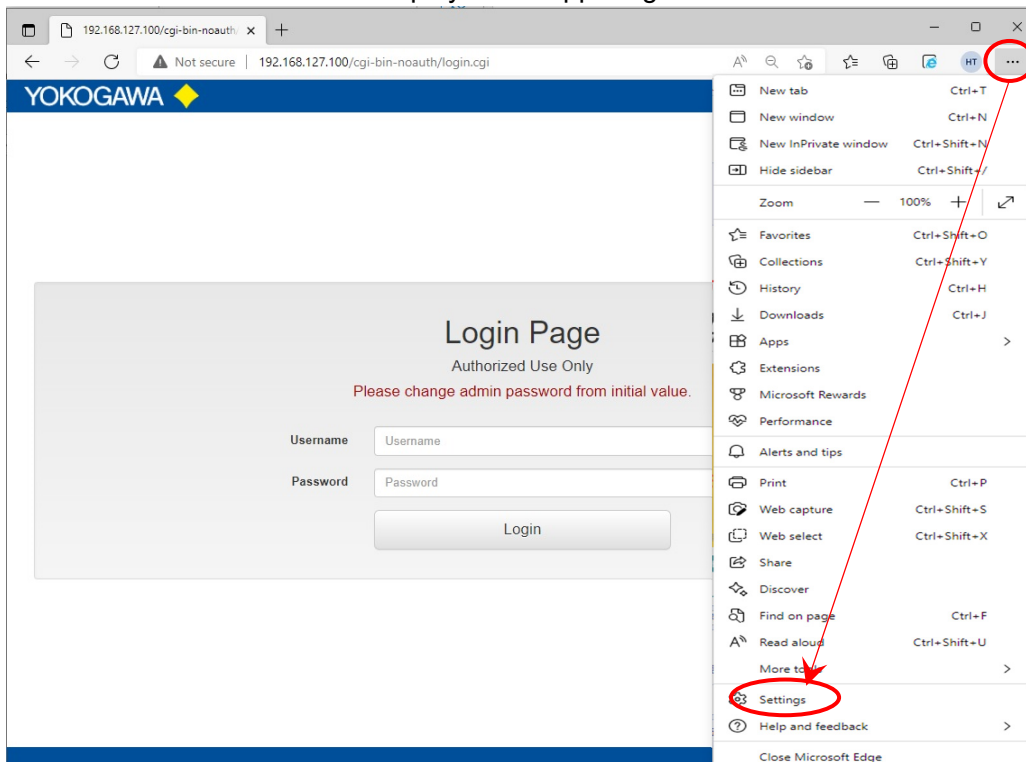 192.168.127.100/cgi-bin-noauth/
Not secure | 192.168.127.100/cgi-bin-noauth/login.cgi
HT
YOKOGAWA
Login Page
Authorized Use Only
Please change admin password from initial value.
Username Username
Password Password
Login
New tab Ctrl+T
New window Ctrl+N
New InPrivate window Ctrl+Shift+N
Hide sidebar Ctrl+Shift+/
Zoom — 100% +
Favorites Ctrl+Shift+O
Collections Ctrl+Shift+Y
History Ctrl+H
Downloads Ctrl+J
Apps
Extensions
Microsoft Rewards
Performance
Alerts and tips
Print Ctrl+P
Web capture Ctrl+Shift+S
Web select Ctrl+Shift+X
Share
Discover
Find on page Ctrl+F
Read aloud Ctrl+Shift+U
More tools
Settings
Help and feedback
Close Microsoft Edge